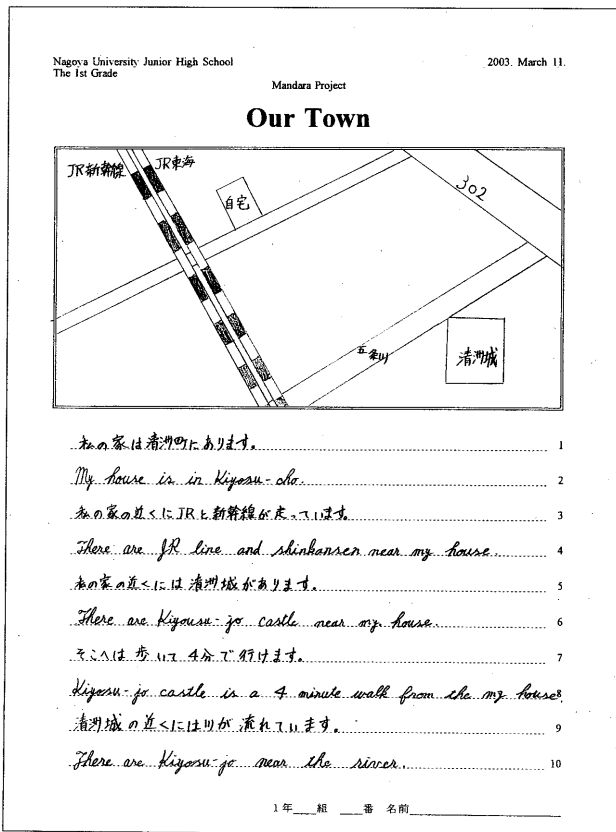 Nagoya University Junior High School
2003. March 11.
The 1st Grade
Mandara Project
Our Town
JR新幹線
JR東海
自宅
302
五条川
清洲城
私の家は清洲町にあります。 1
My house is in Kiyosu-cho. 2
私の家の近くにJRと新幹線が走っています。 3
There are JR line and shinkansen near my house. 4
私の家の近くには清洲城があります。 5
There are Kiyousu-jo castle near my house. 6
そこへは歩いて4分で行けます。 7
Kiyosu-jo castle is a 4 minute walk from the my house. 8
清洲城の近くには川が流れています。 9
There are Kiyosu-jo near the river. 10
1年___組 ___番 名前